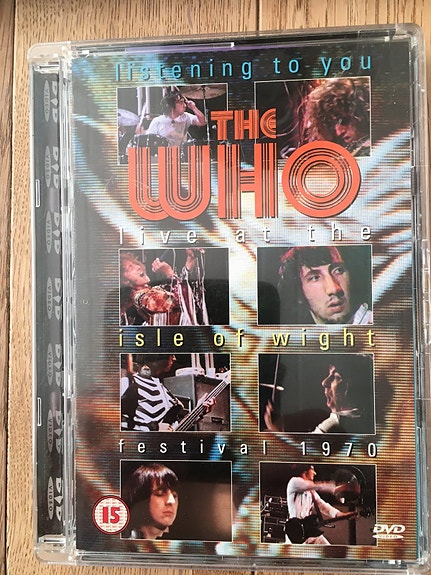 listening to you
THE
WHO
live at the
isle of wight
festival 1970
15
DVD